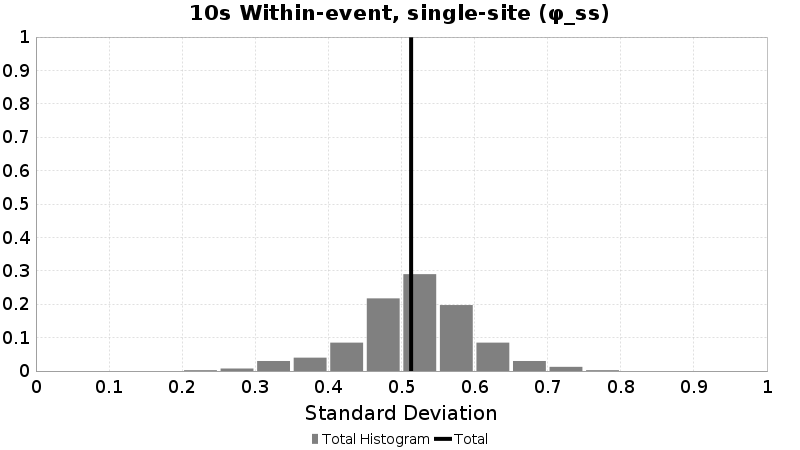 10s Within-event, single-site (φ_ss)
1
0.9
0.8
0.7
0.6
0.5
0.4
0.3
0.2
0.1
0
0 0.1 0.2 0.3 0.4 0.5 0.6 0.7 0.8 0.9 1
Standard Deviation
Total Histogram Total